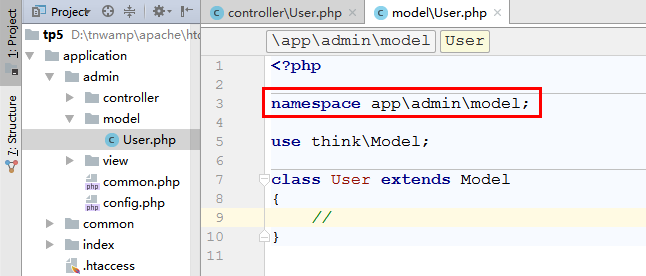 1: Project
7: Structure
Project
tp5 D:\tnwamp\apache\htc
application
admin
controller
model
User.php
view
common.php
config.php
common
index
.htaccess
controller\User.php
model\User.php
\app\admin\model
User
1 <?php
2
3 namespace app\admin\model;
4
5 use think\Model;
6
7 class User extends Model
8 {
9 //
10 }
11